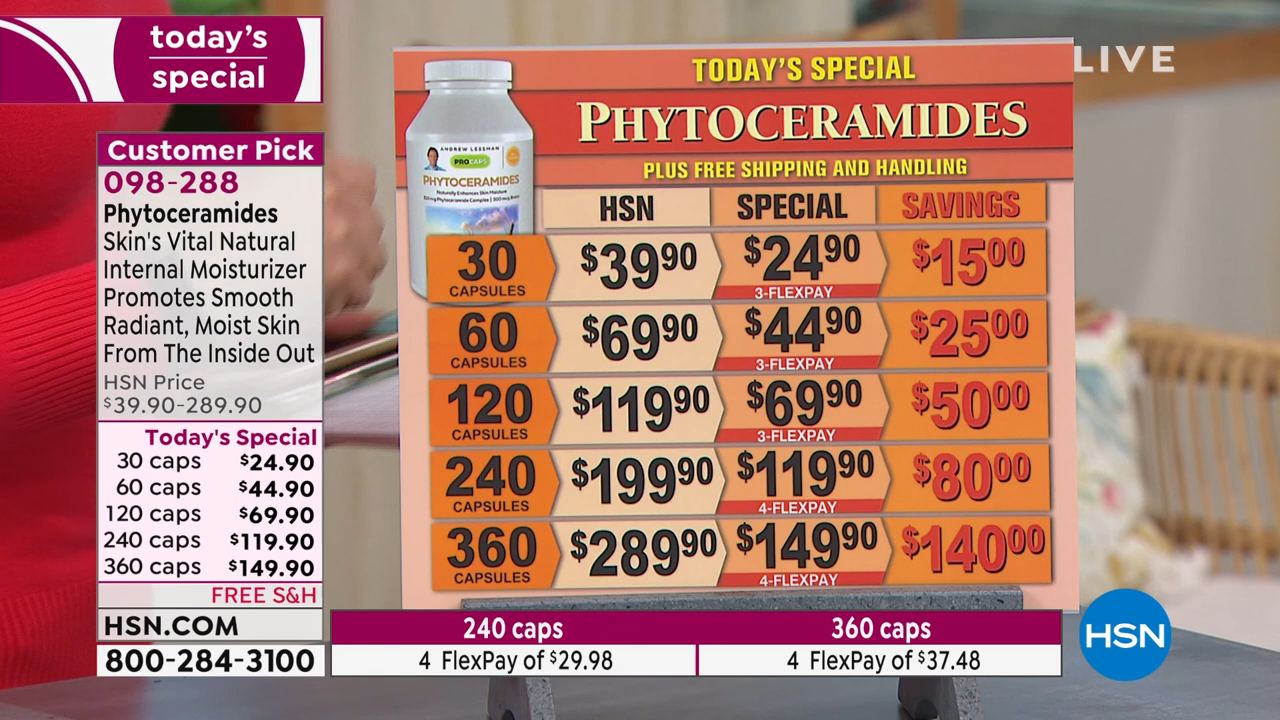 today's
special
LIVE
Customer Pick
098-288
Phytoceramides
Skin's Vital Natural
Internal Moisturizer
Promotes Smooth
Radiant, Moist Skin
From The Inside Out
HSN Price
$39.90-289.90
Today's Special
30 caps $24.90
60 caps $44.90
120 caps $69.90
240 caps $119.90
360 caps $149.90
FREE S&H
HSN.COM
800-284-3100
TODAY'S SPECIAL
PHYTOCERAMIDES
PLUS FREE SHIPPING AND HANDLING
ANDREW LESSMAN
PROCAPS
PHYTOCERAMIDES
Naturally Enhances Skin Moisture
HSN SPECIAL SAVINGS
30 CAPSULES $39.90 $24.90 3-FLEXPAY $15.00
60 CAPSULES $69.90 $44.90 3-FLEXPAY $25.00
120 CAPSULES $119.90 $69.90 3-FLEXPAY $50.00
240 CAPSULES $199.90 $119.90 4-FLEXPAY $80.00
360 CAPSULES $289.90 $149.90 4-FLEXPAY $140.00
240 caps 360 caps
4 FlexPay of $29.98 4 FlexPay of $37.48
HSN